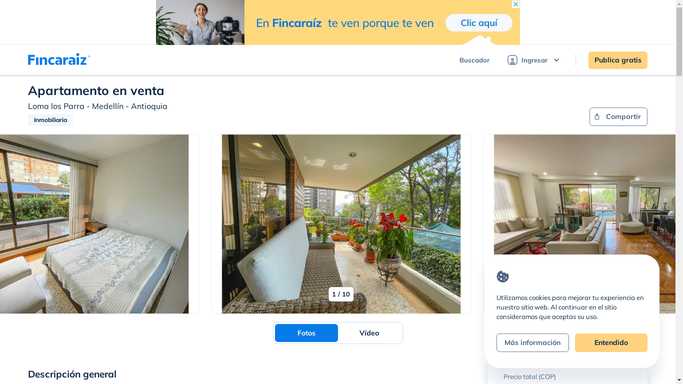 En Fincaraíz te ven porque te ven
Clic aquí
Fincaraíz
Buscador
Ingresar
Publica gratis
Apartamento en venta
Loma los Parra - Medellín - Antioquia
Inmobiliaria
Compartir
1 / 10
Fotos
Vídeo
Utilizamos cookies para mejorar tu experiencia en
nuestro sitio web. Al continuar en el sitio
consideramos que aceptas su uso.
Más información
Entendido
Descripción general
Precio total (COP)